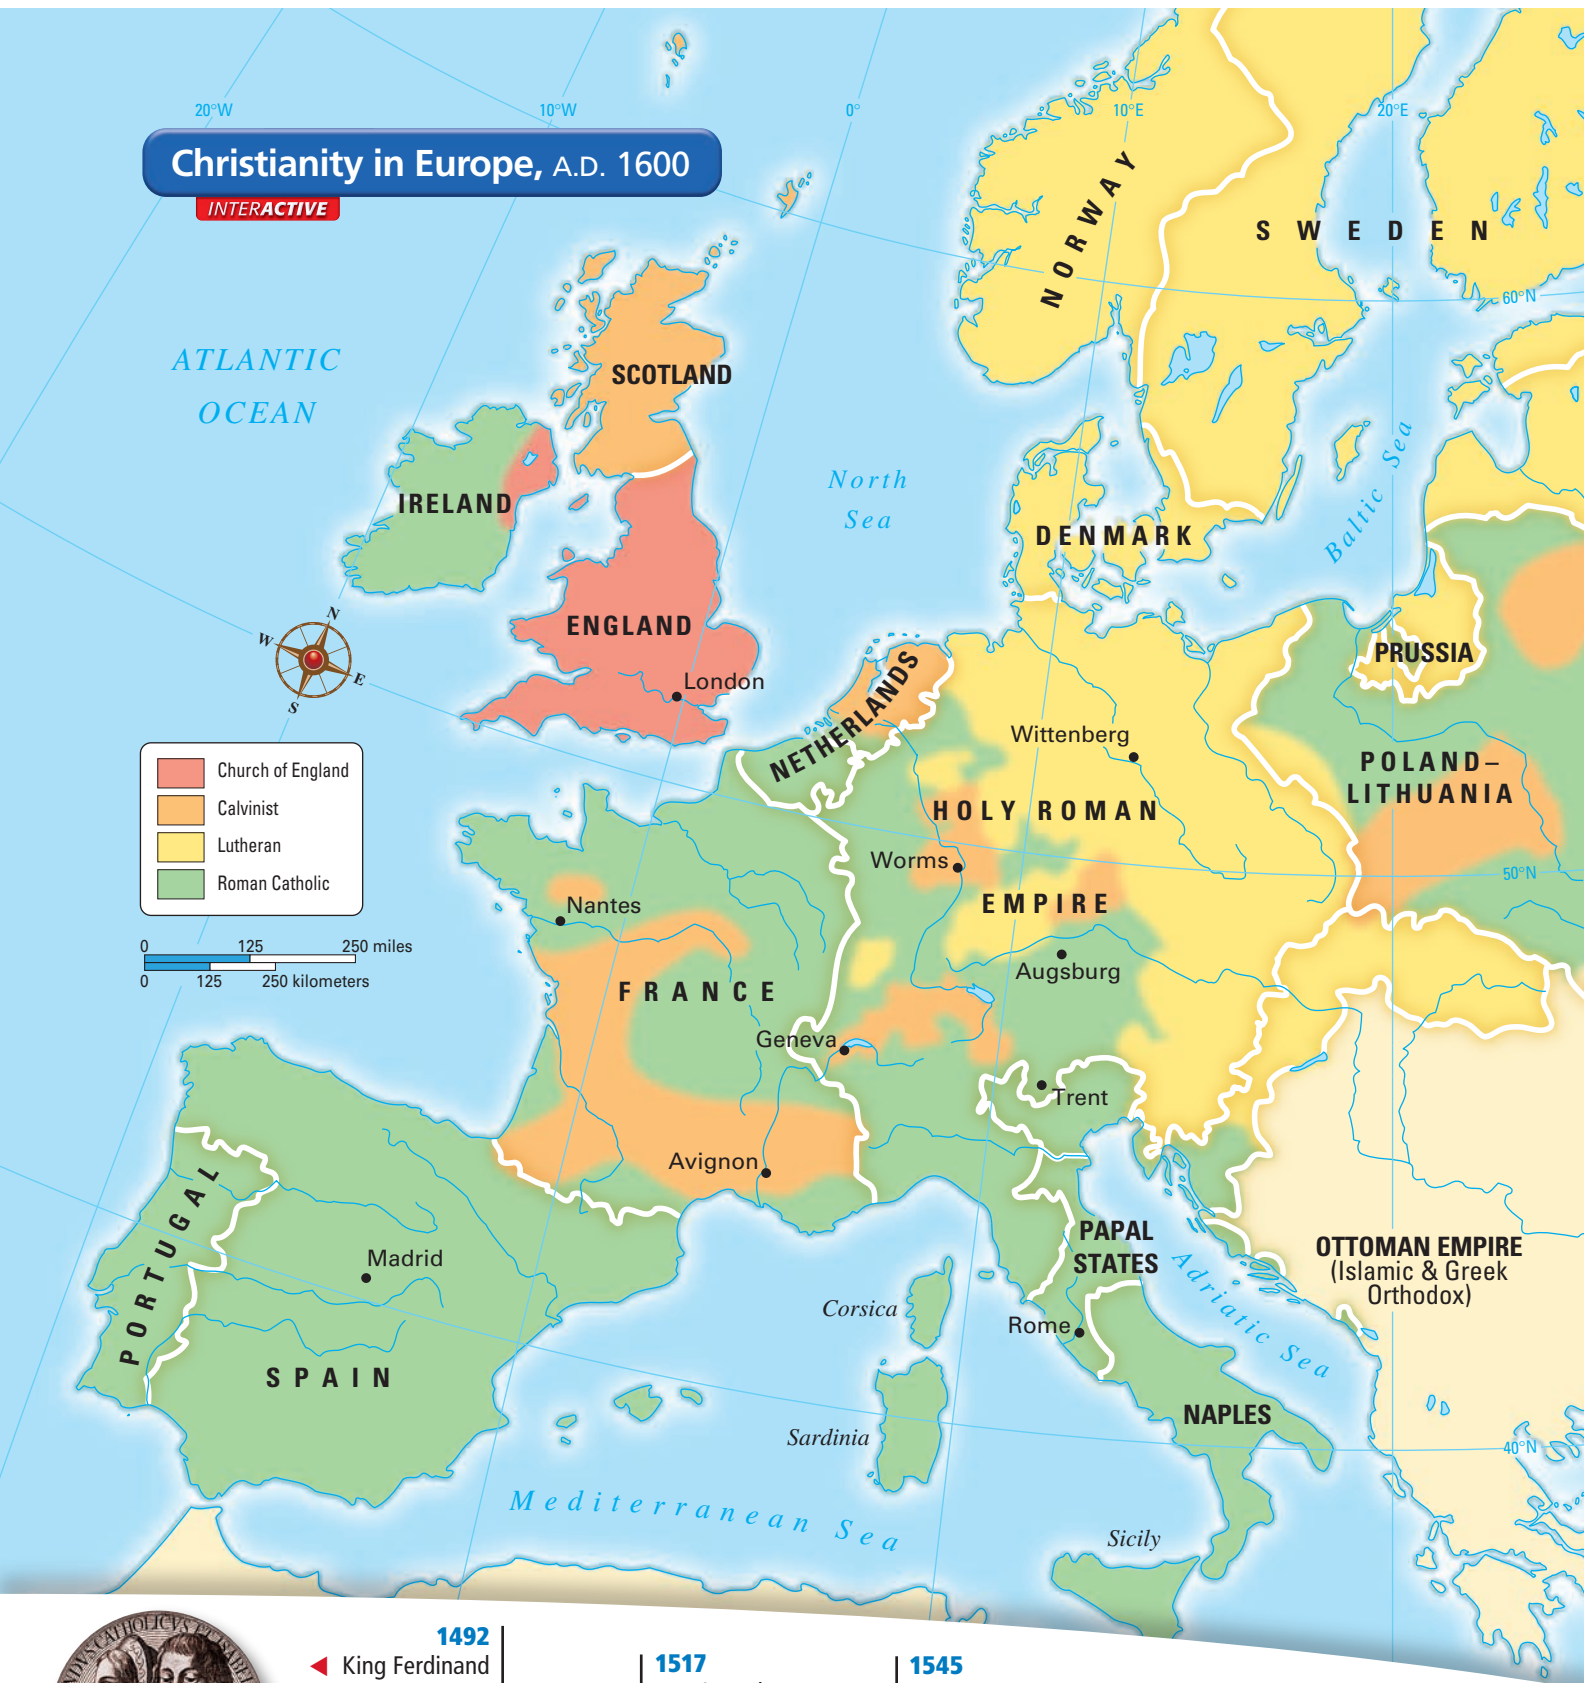 20°W
10°W
0°
10°E
20°E
Christianity in Europe, A.D. 1600
INTERACTIVE
NORWAY
SWEDEN
60°N
ATLANTIC
OCEAN
SCOTLAND
North
Sea
Baltic Sea
IRELAND
DENMARK
N
W
E
S
ENGLAND
London
NETHERLANDS
PRUSSIA
Wittenberg
POLAND–
LITHUANIA
Church of England
Calvinist
Lutheran
Roman Catholic
HOLY ROMAN
EMPIRE
Worms
50°N
Nantes
0 125 250 miles
0 125 250 kilometers
Augsburg
FRANCE
Geneva
Trent
Avignon
PORTUGAL
Madrid
PAPAL
STATES
Adriatic Sea
OTTOMAN EMPIRE
(Islamic & Greek
Orthodox)
Corsica
Rome
SPAIN
NAPLES
Sardinia
40°N
Mediterranean Sea
Sicily
1492
King Ferdinand
1517
1545